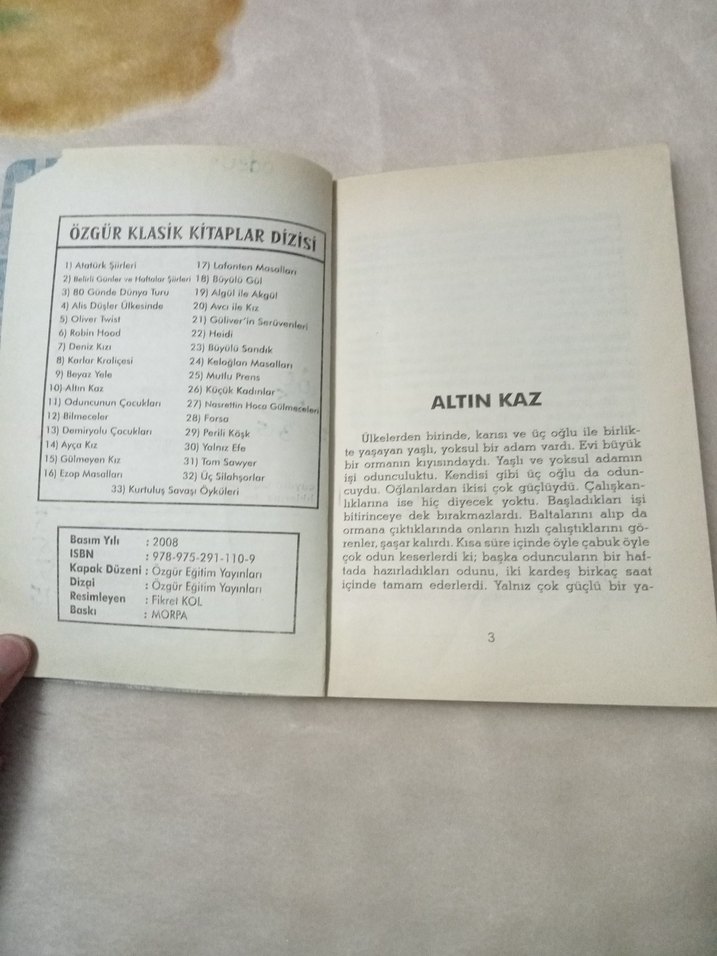 ÖZGÜR KLASİK KİTAPLAR DİZİSİ
1) Atatürk Şiirleri
2) Belirli Günler ve Haftalar Şiirleri
3) 80 Günde Dünya Turu
4) Alis Düşler Ülkesinde
5) Oliver Twist
6) Robin Hood
7) Deniz Kızı
8) Karlar Kraliçesi
9) Beyaz Yele
10) Altın Kaz
11) Oduncunun Çocukları
12) Bilmeceler
13) Demiryolu Çocukları
14) Ayça Kız
15) Gülmeyen Kız
16) Ezop Masalları
17) Lafonten Masalları
18) Büyülü Gül
19) Algül ile Akgül
20) Avcı ile Kız
21) Güliver'in Serüvenleri
22) Heidi
23) Büyülü Sandık
24) Keloğlan Masalları
25) Mutlu Prens
26) Küçük Kadınlar
27) Nasrettin Hoca Gülmeceleri
28) Forsa
29) Perili Köşk
30) Yalnız Efe
31) Tom Sawyer
32) Üç Silahşorlar
33) Kurtuluş Savaşı Öyküleri
Basım Yılı : 2008
ISBN : 978-975-291-110-9
Kapak Düzeni : Özgür Eğitim Yayınları
Dizgi : Özgür Eğitim Yayınları
Resimleyen : Fikret KOL
Baskı : MORPA
ALTIN KAZ
Ülkelerden birinde, karısı ve üç oğlu ile birlik-
te yaşayan yaşlı, yoksul bir adam vardı. Evi büyük
bir ormanın kıyısındaydı. Yaşlı ve yoksul adamın
işi odunculuktu. Kendisi gibi üç oğlu da odun-
cuydu. Oğlanlardan ikisi çok güçlüydü. Çalışkan-
lıklarına ise hiç diyecek yoktu. Başladıkları işi
bitirinceye dek bırakmazlardı. Baltalarını alıp da
ormana çıktıklarında onların hızlı çalıştıklarını gö-
renler, şaşar kalırdı. Kısa süre içinde öyle çabuk öyle
çok odun keserlerdi ki; başka oduncuların bir haf-
tada hazırladıkları odunu, iki kardeş birkaç saat
içinde tamam ederlerdi. Yalnız çok güçlü bir ya-
3